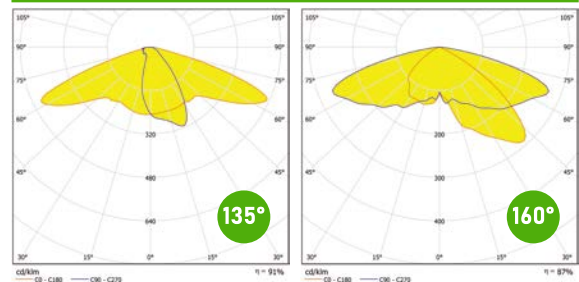 105° 105° 105° 105°
90° 90° 90° 90°
75° 75° 75° 75°
60° 60° 60° 60°
320 200
45° 45° 45° 45°
480 300
640 135° 400 160°
30° 15° 0° 15° 30° 30° 15° 0° 15° 30°
cd/klm η = 91% cd/klm η = 87%
C0 - C180 C90 - C270 C0 - C180 C90 - C270